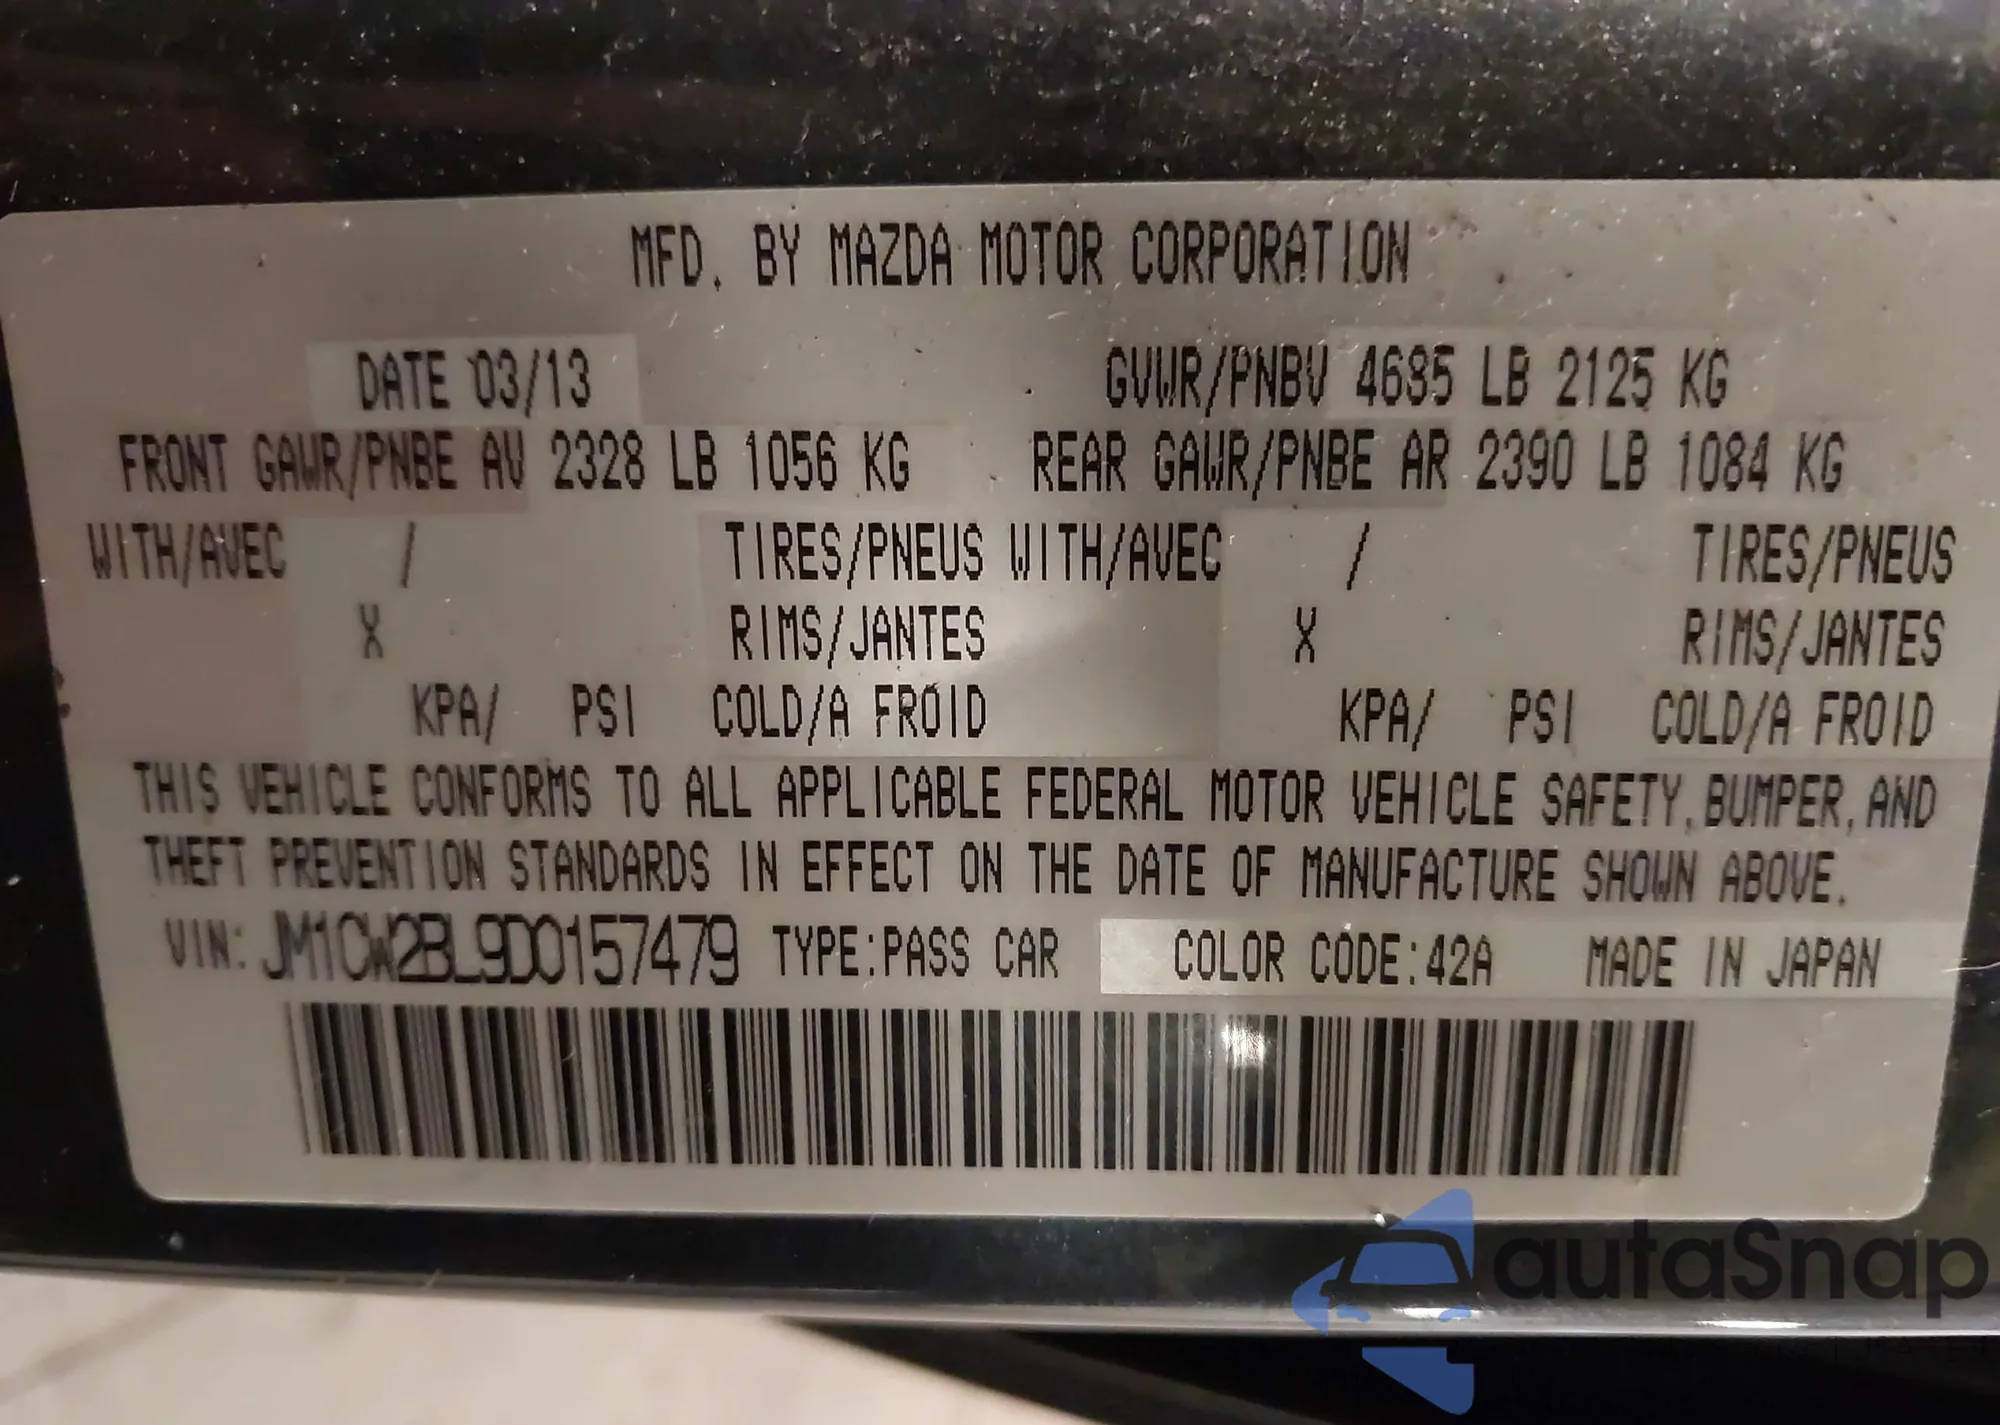 MFD. BY MAZDA MOTOR CORPORATION
DATE 03/13 GVWR/PNBV 4685 LB 2125 KG
FRONT GAWR/PNBE AV 2328 LB 1056 KG REAR GAWR/PNBE AR 2390 LB 1084 KG
WITH/AVEC / TIRES/PNEUS WITH/AVEC / TIRES/PNEUS
X RIMS/JANTES X RIMS/JANTES
KPA/ PSI COLD/A FROID KPA/ PSI COLD/A FROID
THIS VEHICLE CONFORMS TO ALL APPLICABLE FEDERAL MOTOR VEHICLE SAFETY, BUMPER, AND
THEFT PREVENTION STANDARDS IN EFFECT ON THE DATE OF MANUFACTURE SHOWN ABOVE.
VIN: JM1CW2BL9D0157479 TYPE:PASS CAR COLOR CODE:42A MADE IN JAPAN
autaSnap